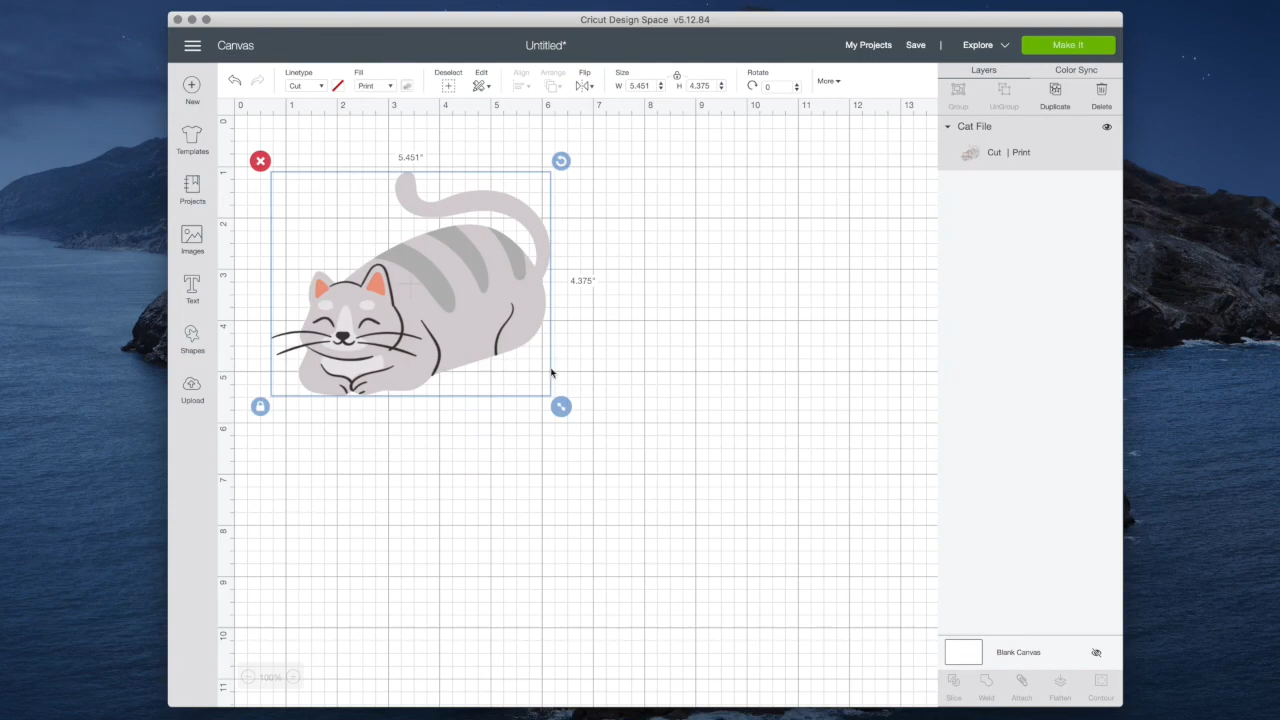 Cricut Design Space v5.12.84
Canvas
Untitled*
My Projects
Save
|
Explore
Make It
New
Templates
Projects
Images
Text
Shapes
Upload
Linetype
Cut
Fill
Print
Deselect
Edit
Align
Arrange
Flip
Size
W 5.451
H 4.375
Rotate
0
More
0 1 2 3 4 5 6 7 8 9 10 11 12 13
0
1
2
3
4
5
6
7
8
9
10
11
5.451"
4.375"
100%
Layers
Color Sync
Group
UnGroup
Duplicate
Delete
Cat File
Cut | Print
Blank Canvas
Slice
Weld
Attach
Flatten
Contour